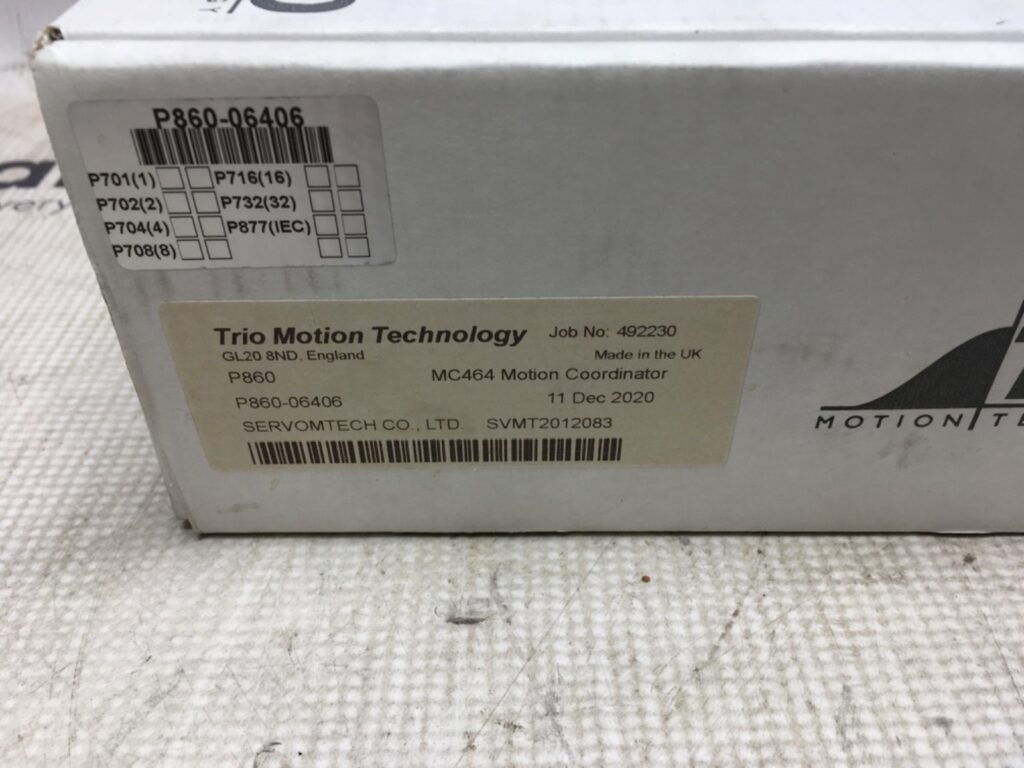 P860-06406
P701(1) P716(16)
P702(2) P732(32)
P704(4) P877(IEC)
P708(8)
Trio Motion Technology Job No: 492230
GL20 8ND, England Made in the UK
P860 MC464 Motion Coordinator
P860-06406 11 Dec 2020
SERVOMTECH CO., LTD. SVMT2012083
MOTION TE